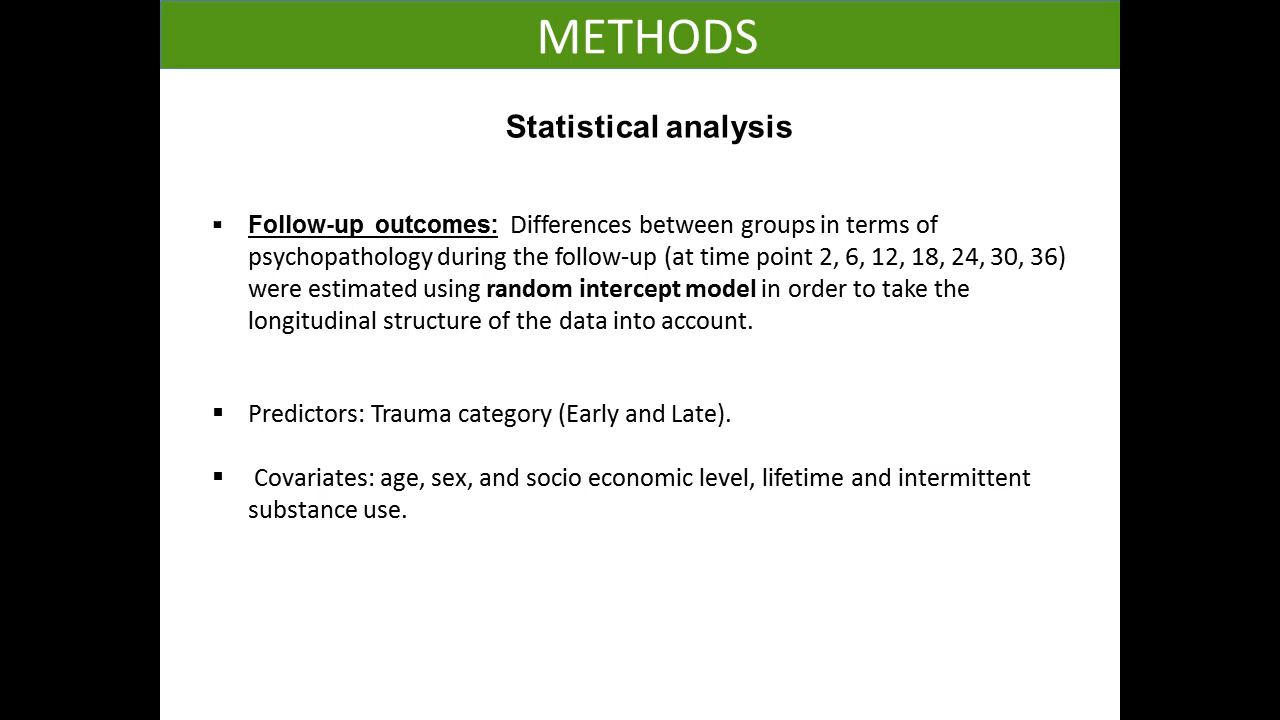 METHODS
Statistical analysis
▪ Follow-up outcomes: Differences between groups in terms of
psychopathology during the follow-up (at time point 2, 6, 12, 18, 24, 30, 36)
were estimated using random intercept model in order to take the
longitudinal structure of the data into account.
▪ Predictors: Trauma category (Early and Late).
▪ Covariates: age, sex, and socio economic level, lifetime and intermittent
substance use.